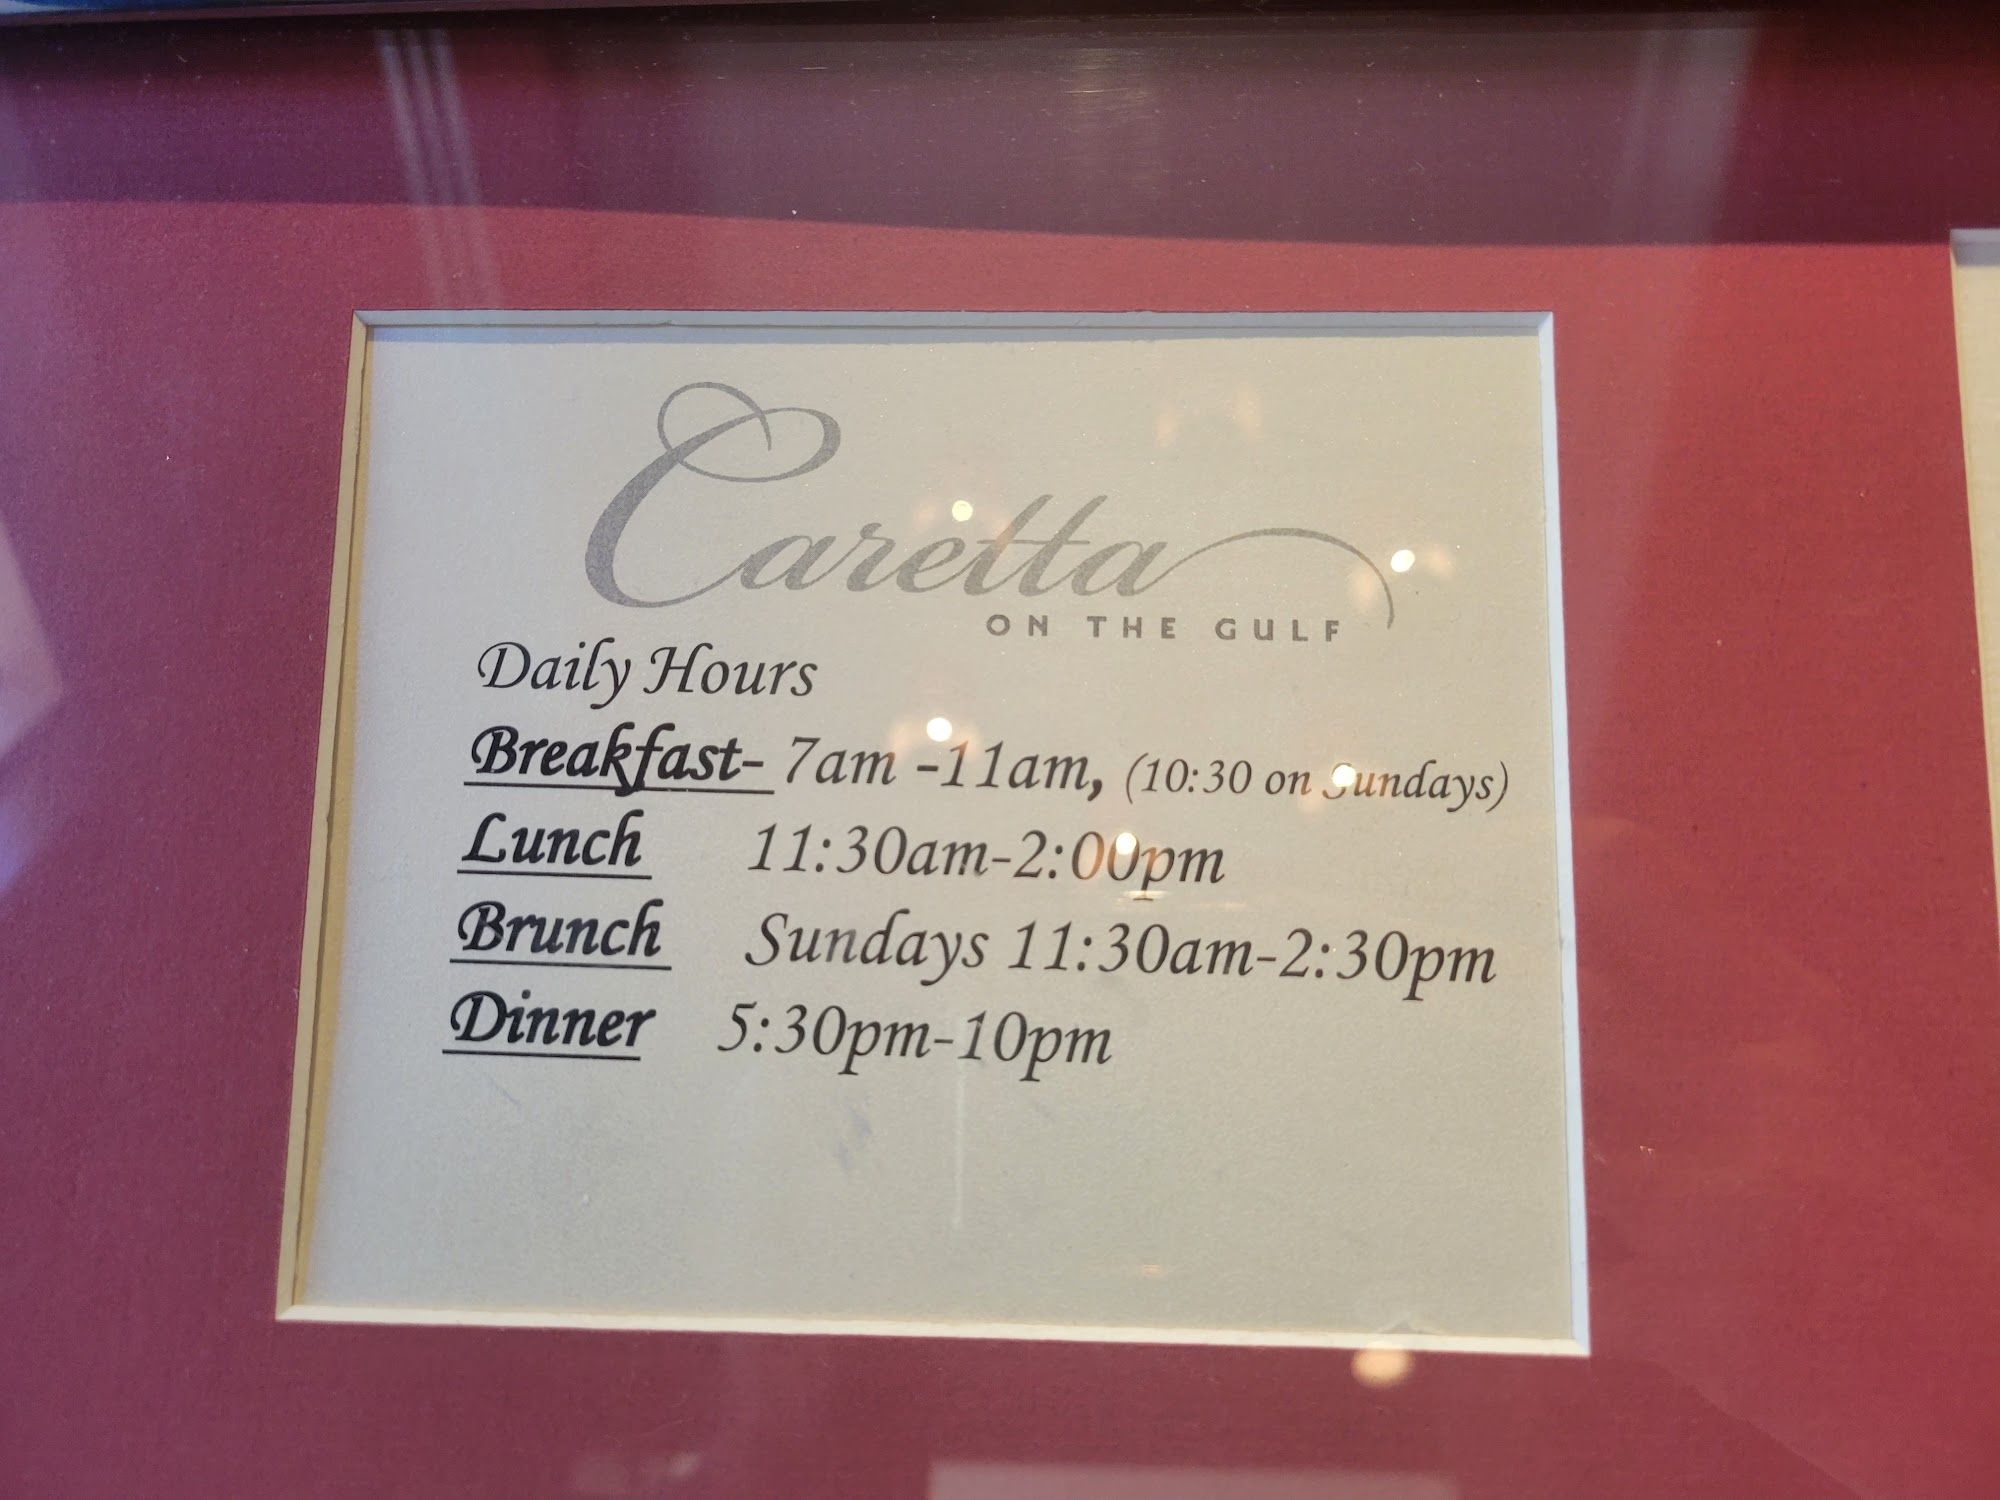 Caretta
ON THE GULF
Daily Hours
Breakfast- 7am -11am, (10:30 on Sundays)
Lunch 11:30am-2:00pm
Brunch Sundays 11:30am-2:30pm
Dinner 5:30pm-10pm